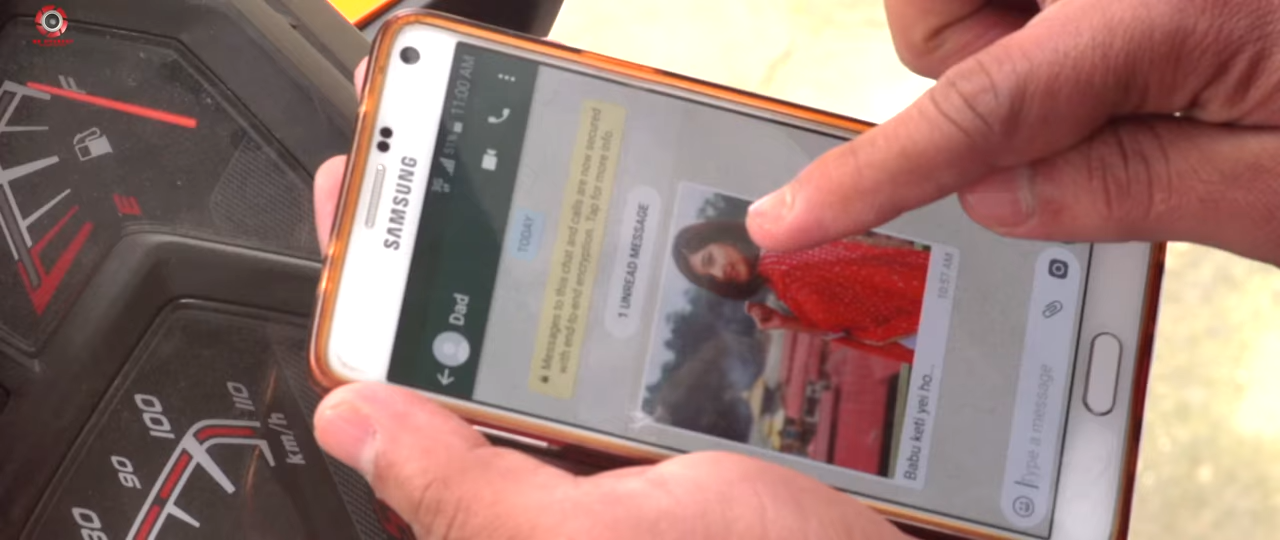 SAMSUNG
3G 51% 11:00 AM
Dad
TODAY
Messages to this chat and calls are now secured
with end-to-end encryption. Tap for more info.
1 UNREAD MESSAGE
Babu keti yei ho...
10:57 AM
Type a message
F
E
80
90
100
110
km/h